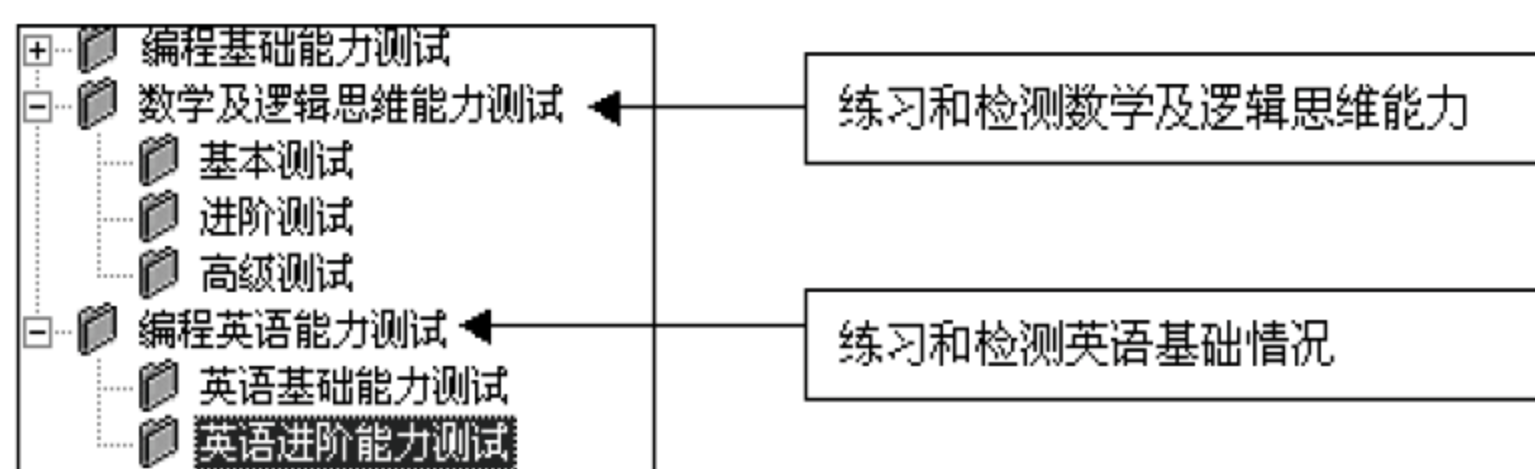 编程基础能力测试
数学及逻辑思维能力测试
练习和检测数学及逻辑思维能力
基本测试
进阶测试
高级测试
编程英语能力测试
练习和检测英语基础情况
英语基础能力测试
英语进阶能力测试